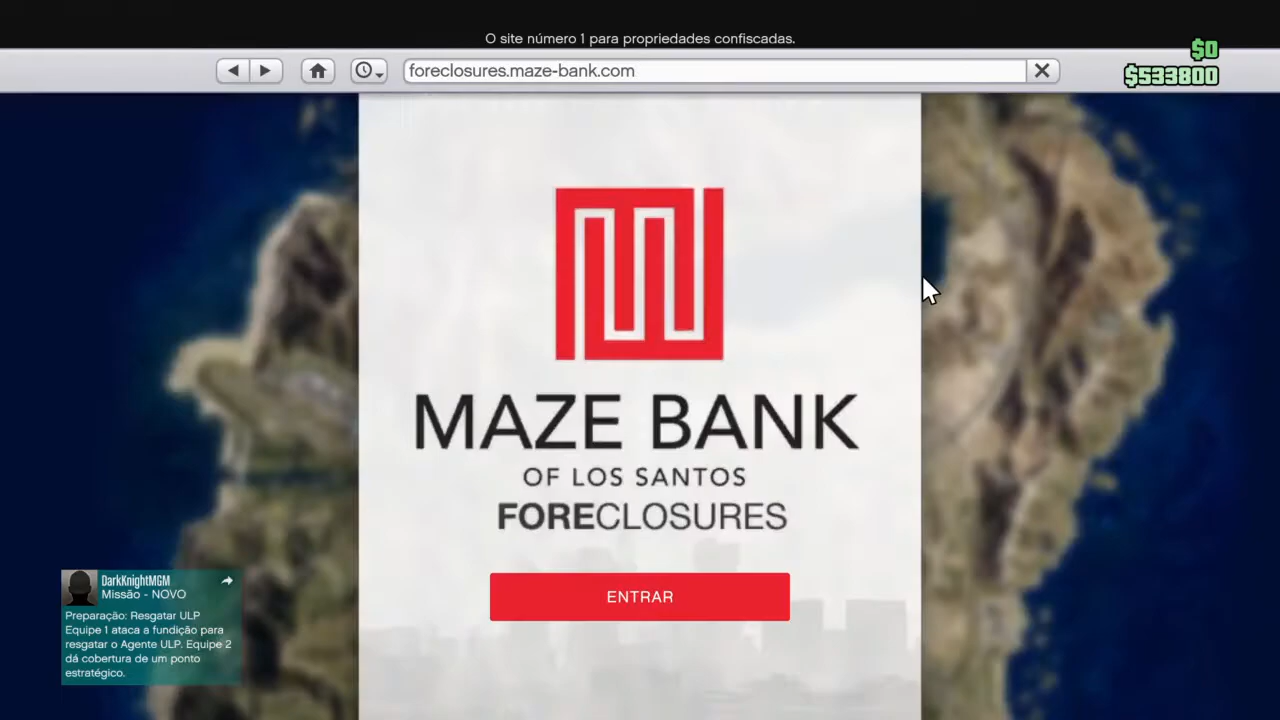 O site número 1 para propriedades confiscadas.
foreclosures.maze-bank.com
$0
$533800
MAZE BANK
OF LOS SANTOS
FORECLOSURES
ENTRAR
DarkKnightMGM
Missão - NOVO
Preparação: Resgatar ULP
Equipe 1 ataca a fundição para
resgatar o Agente ULP. Equipe 2
dá cobertura de um ponto
estratégico.